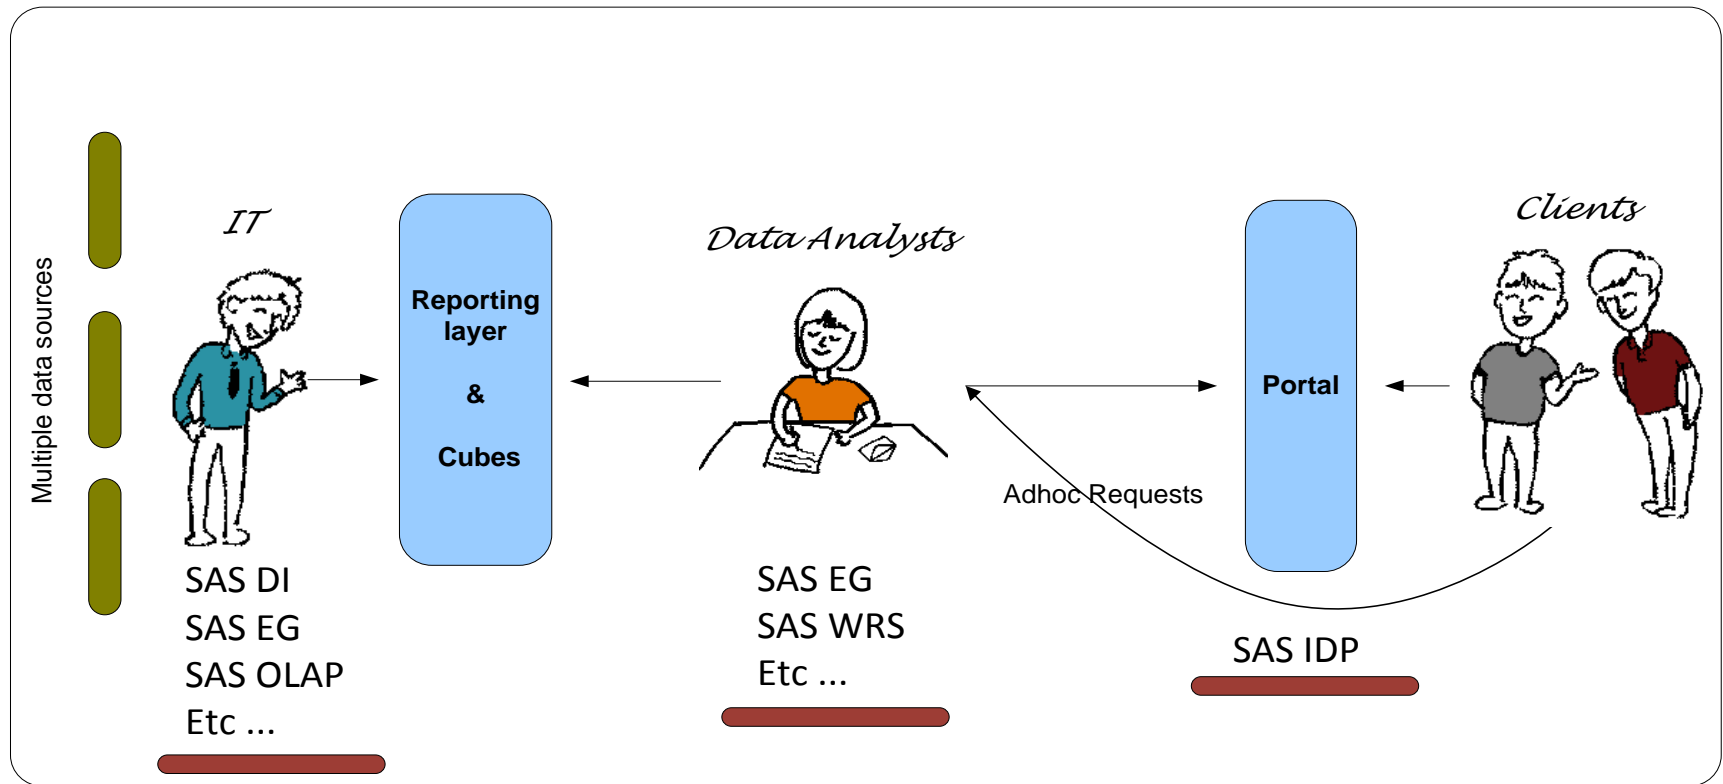 Multiple data sources
IT
SAS DI
SAS EG
SAS OLAP
Etc ...
Reporting
layer
&
Cubes
Data Analysts
SAS EG
SAS WRS
Etc ...
Adhoc Requests
Portal
SAS IDP
Clients